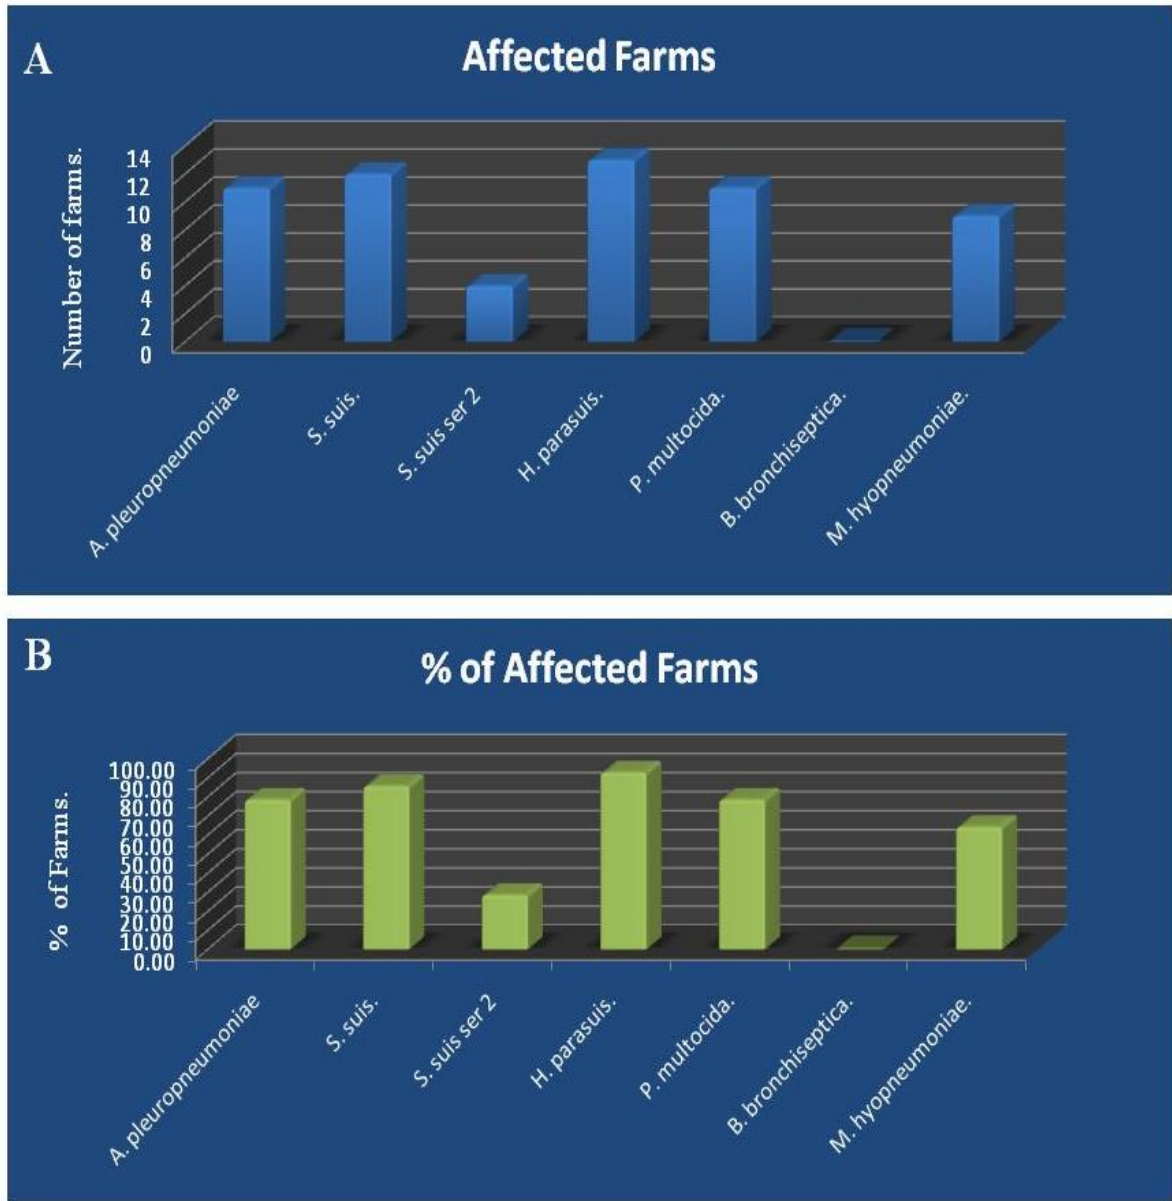 A
Affected Farms
Number of farms.
14
12
10
8
6
4
2
0
A. pleuropneumoniae
S. suis.
S. suis ser 2
H. parasuis.
P. multocida.
B. bronchiseptica.
M. hyopneumoniae.
B
% of Affected Farms
% of Farms.
100.00
90.00
80.00
70.00
60.00
50.00
40.00
30.00
20.00
10.00
0.00
A. pleuropneumoniae
S. suis.
S. suis ser 2
H. parasuis.
P. multocida.
B. bronchiseptica.
M. hyopneumoniae.